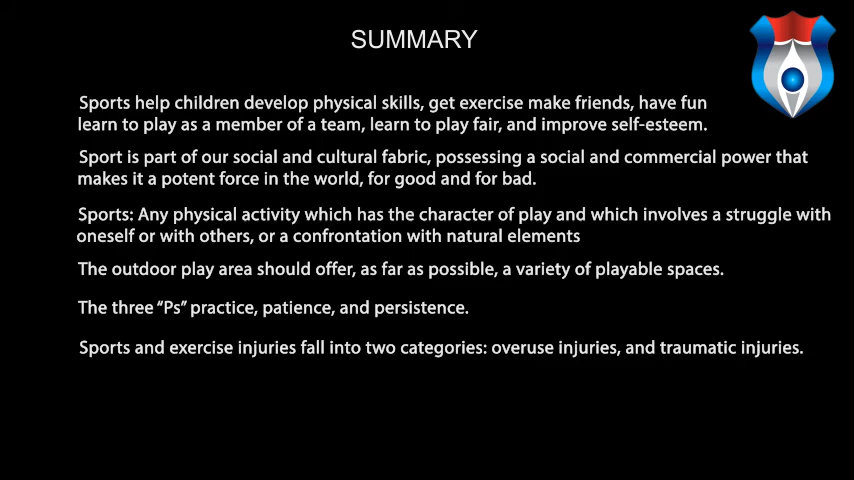 SUMMARY
Sports help children develop physical skills, get exercise make friends, have fun
learn to play as a member of a team, learn to play fair, and improve self-esteem.
Sport is part of our social and cultural fabric, possessing a social and commercial power that
makes it a potent force in the world, for good and for bad.
Sports: Any physical activity which has the character of play and which involves a struggle with
oneself or with others, or a confrontation with natural elements
The outdoor play area should offer, as far as possible, a variety of playable spaces.
The three “Ps” practice, patience, and persistence.
Sports and exercise injuries fall into two categories: overuse injuries, and traumatic injuries.